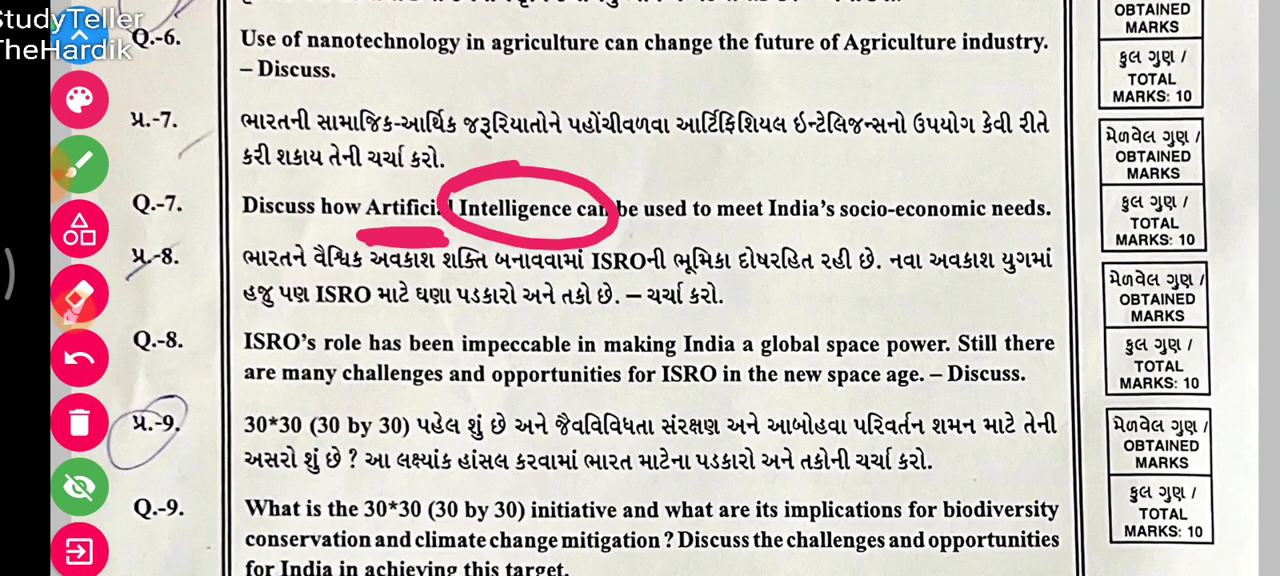 StudyTeller
TheHardik
Q.-6.
Use of nanotechnology in agriculture can change the future of Agriculture industry.
– Discuss.
OBTAINED
MARKS
કુલ ગુણ /
TOTAL
MARKS: 10
પ્ર.-7.
ભારતની સામાજિક-આર્થિક જરૂરિયાતોને પહોંચીવળવા આર્ટિફિશિયલ ઇન્ટેલિજન્સનો ઉપયોગ કેવી રીતે
કરી શકાય તેની ચર્ચા કરો.
મેળવેલ ગુણ /
OBTAINED
MARKS
Q.-7.
Discuss how Artificial Intelligence can be used to meet India's socio-economic needs.
કુલ ગુણ /
TOTAL
MARKS: 10
પ્ર.-8.
ભારતને વૈશ્વિક અવકાશ શક્તિ બનાવવામાં ISROની ભૂમિકા દોષરહિત રહી છે. નવા અવકાશ યુગમાં
હજુ પણ ISRO માટે ઘણા પડકારો અને તકો છે. – ચર્ચા કરો.
મેળવેલ ગુણ /
OBTAINED
MARKS
Q.-8.
ISRO's role has been impeccable in making India a global space power. Still there
are many challenges and opportunities for ISRO in the new space age. – Discuss.
કુલ ગુણ /
TOTAL
MARKS: 10
પ્ર.-9.
30*30 (30 by 30) પહેલ શું છે અને જૈવવિવિધતા સંરક્ષણ અને આબોહવા પરિવર્તન શમન માટે તેની
અસરો શું છે ? આ લક્ષ્યાંક હાંસલ કરવામાં ભારત માટેના પડકારો અને તકોની ચર્ચા કરો.
મેળવેલ ગુણ /
OBTAINED
MARKS
Q.-9.
What is the 30*30 (30 by 30) initiative and what are its implications for biodiversity
conservation and climate change mitigation ? Discuss the challenges and opportunities
for India in achieving this target.
કુલ ગુણ /
TOTAL
MARKS: 10